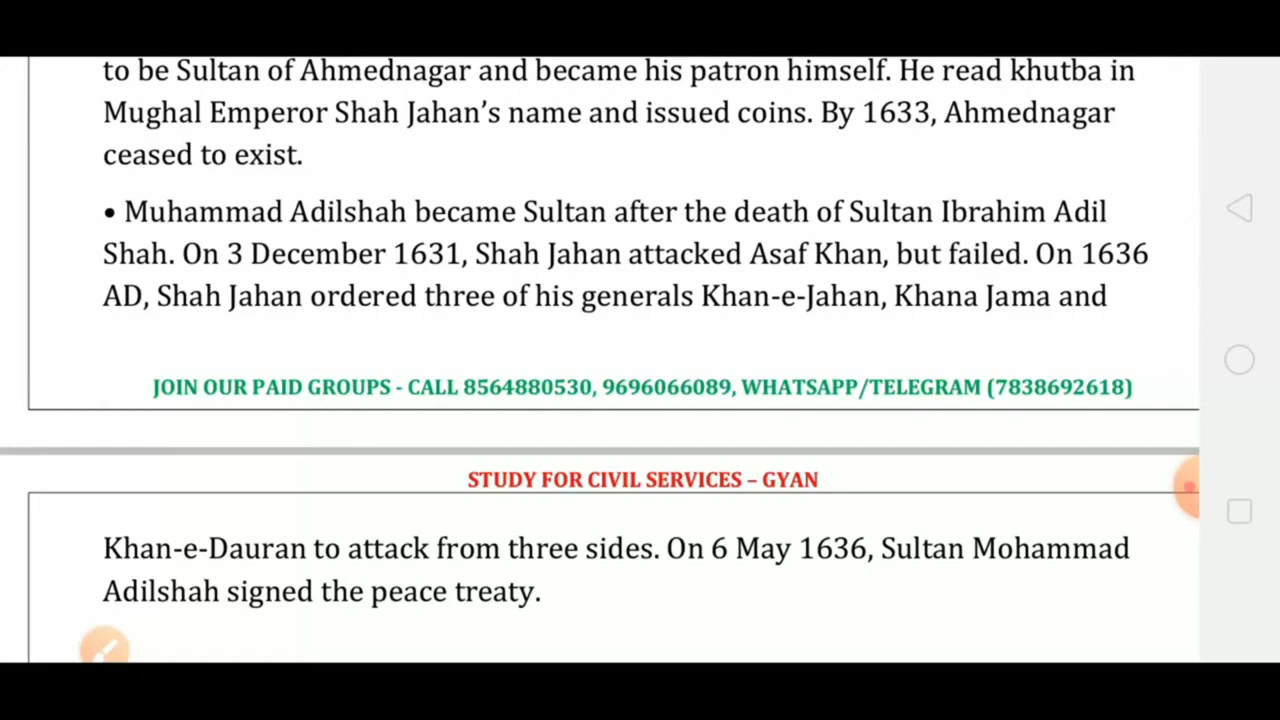 to be Sultan of Ahmednagar and became his patron himself. He read khutba in
Mughal Emperor Shah Jahan’s name and issued coins. By 1633, Ahmednagar
ceased to exist.
• Muhammad Adilshah became Sultan after the death of Sultan Ibrahim Adil
Shah. On 3 December 1631, Shah Jahan attacked Asaf Khan, but failed. On 1636
AD, Shah Jahan ordered three of his generals Khan-e-Jahan, Khana Jama and
JOIN OUR PAID GROUPS - CALL 8564880530, 9696066089, WHATSAPP/TELEGRAM (7838692618)
STUDY FOR CIVIL SERVICES – GYAN
Khan-e-Dauran to attack from three sides. On 6 May 1636, Sultan Mohammad
Adilshah signed the peace treaty.